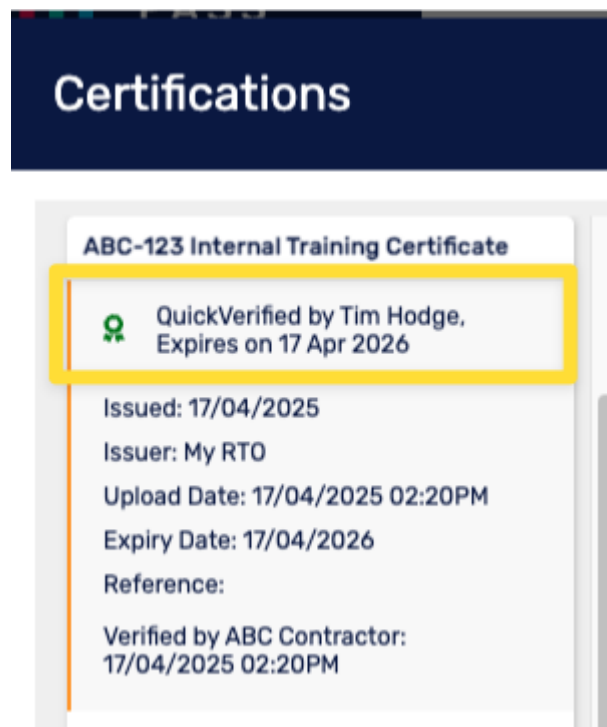 PASS
Certifications
ABC-123 Internal Training Certificate
QuickVerified by Tim Hodge,
Expires on 17 Apr 2026
Issued: 17/04/2025
Issuer: My RTO
Upload Date: 17/04/2025 02:20PM
Expiry Date: 17/04/2026
Reference:
Verified by ABC Contractor:
17/04/2025 02:20PM